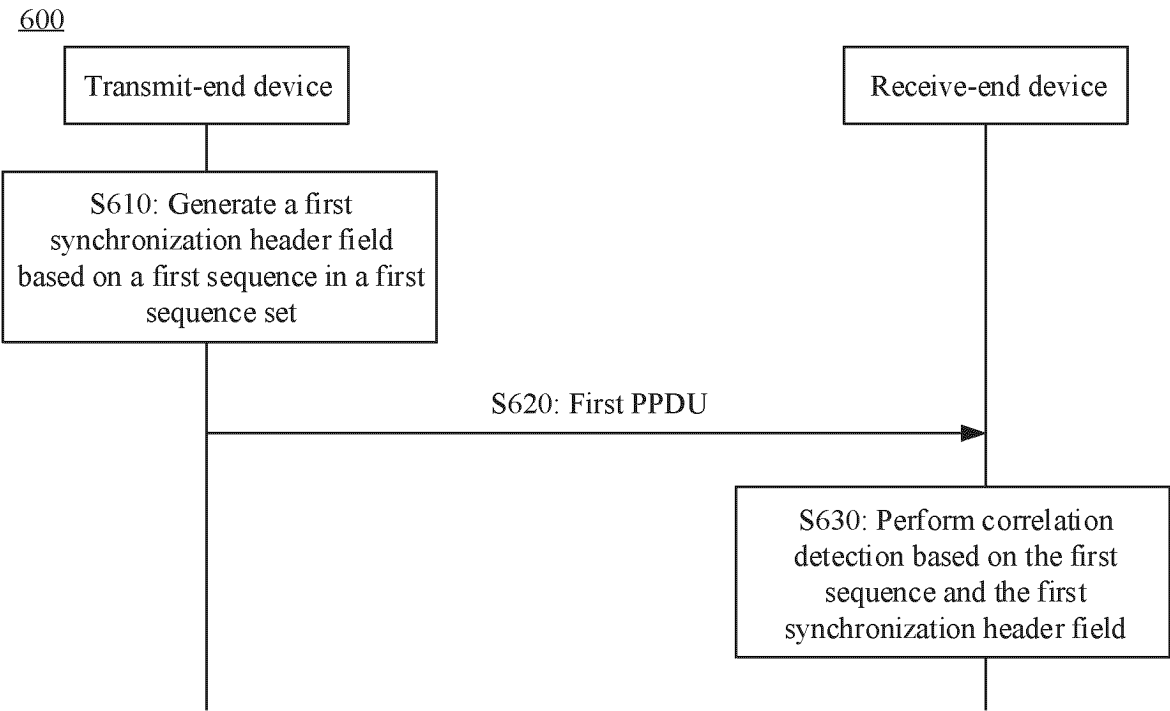 600
Transmit-end device
Receive-end device
S610: Generate a first
synchronization header field
based on a first sequence in a first
sequence set
S620: First PPDU
S630: Perform correlation
detection based on the first
sequence and the first
synchronization header field